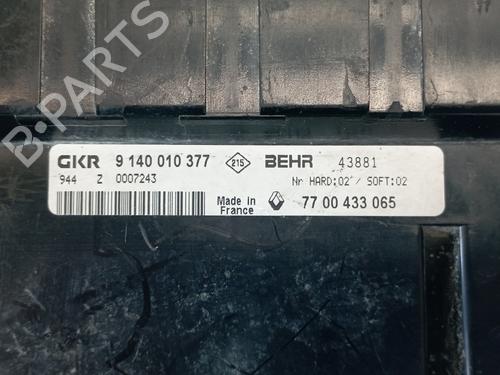 B-PARTS
GKR 9 140 010 377 215 BEHR 43881
944 Z 0007243 Nr HARD:02 / SOFT:02
Made in France 77 00 433 065